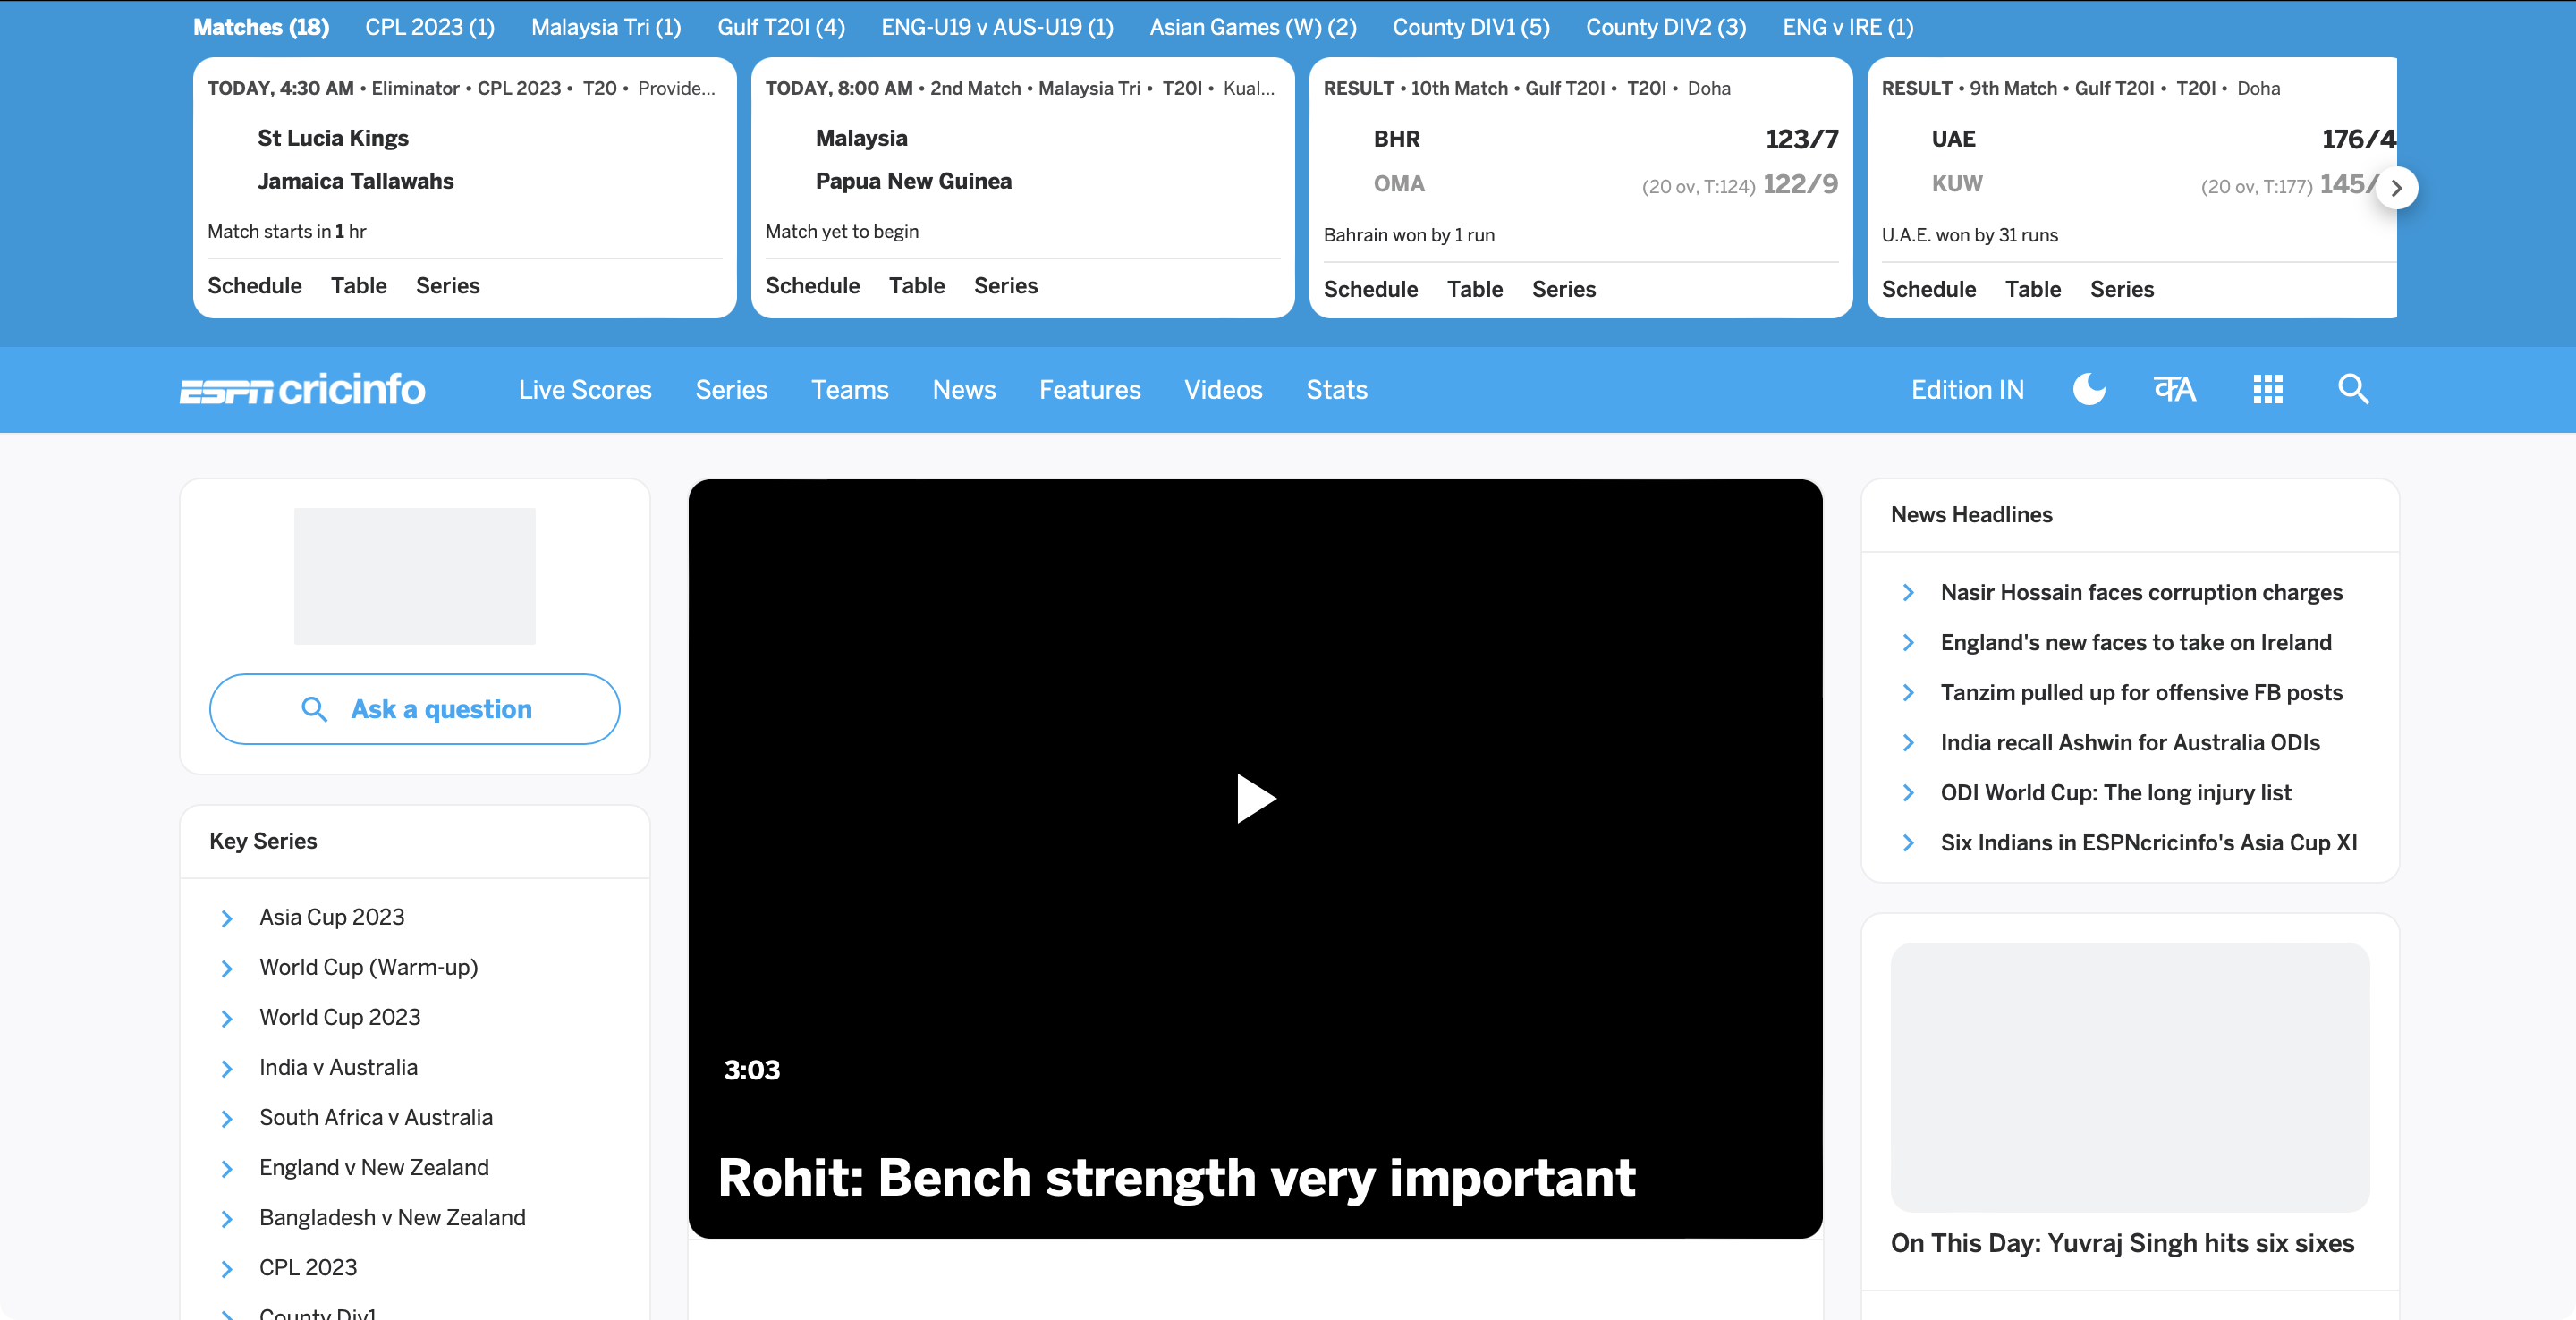 Matches (18) CPL 2023 (1) Malaysia Tri (1) Gulf T20I (4) ENG-U19 v AUS-U19 (1) Asian Games (W) (2) County DIV1 (5) County DIV2 (3) ENG v IRE (1)
TODAY, 4:30 AM • Eliminator • CPL 2023 • T20 • Provide...
St Lucia Kings
Jamaica Tallawahs
Match starts in 1 hr
Schedule Table Series
TODAY, 8:00 AM • 2nd Match • Malaysia Tri • T20I • Kual...
Malaysia
Papua New Guinea
Match yet to begin
Schedule Table Series
RESULT • 10th Match • Gulf T20I • T20I • Doha
BHR 123/7
OMA (20 ov, T:124) 122/9
Bahrain won by 1 run
Schedule Table Series
RESULT • 9th Match • Gulf T20I • T20I • Doha
UAE 176/4
KUW (20 ov, T:177) 145/
U.A.E. won by 31 runs
Schedule Table Series
ESPN cricinfo Live Scores Series Teams News Features Videos Stats Edition IN
Ask a question
Key Series
Asia Cup 2023
World Cup (Warm-up)
World Cup 2023
India v Australia
South Africa v Australia
England v New Zealand
Bangladesh v New Zealand
CPL 2023
County Div1
3:03
Rohit: Bench strength very important
News Headlines
Nasir Hossain faces corruption charges
England's new faces to take on Ireland
Tanzim pulled up for offensive FB posts
India recall Ashwin for Australia ODIs
ODI World Cup: The long injury list
Six Indians in ESPNcricinfo's Asia Cup XI
On This Day: Yuvraj Singh hits six sixes